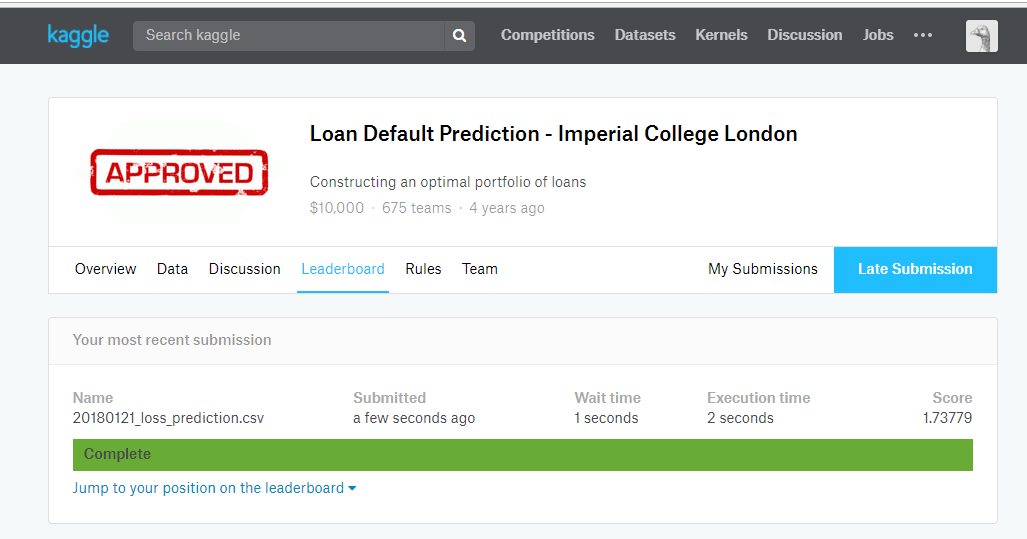 kaggle
Search kaggle
Competitions Datasets Kernels Discussion Jobs •••
APPROVED
Loan Default Prediction - Imperial College London
Constructing an optimal portfolio of loans
$10,000 · 675 teams · 4 years ago
Overview Data Discussion Leaderboard Rules Team My Submissions Late Submission
Your most recent submission
Name Submitted Wait time Execution time Score
20180121_loss_prediction.csv a few seconds ago 1 seconds 2 seconds 1.73779
Complete
Jump to your position on the leaderboard